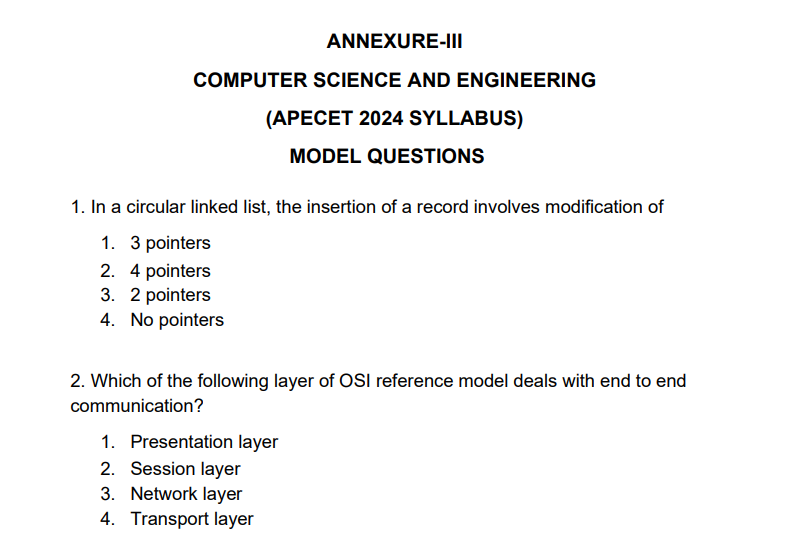 ANNEXURE-III
COMPUTER SCIENCE AND ENGINEERING
(APECET 2024 SYLLABUS)
MODEL QUESTIONS
1. In a circular linked list, the insertion of a record involves modification of
1. 3 pointers
2. 4 pointers
3. 2 pointers
4. No pointers
2. Which of the following layer of OSI reference model deals with end to end
communication?
1. Presentation layer
2. Session layer
3. Network layer
4. Transport layer